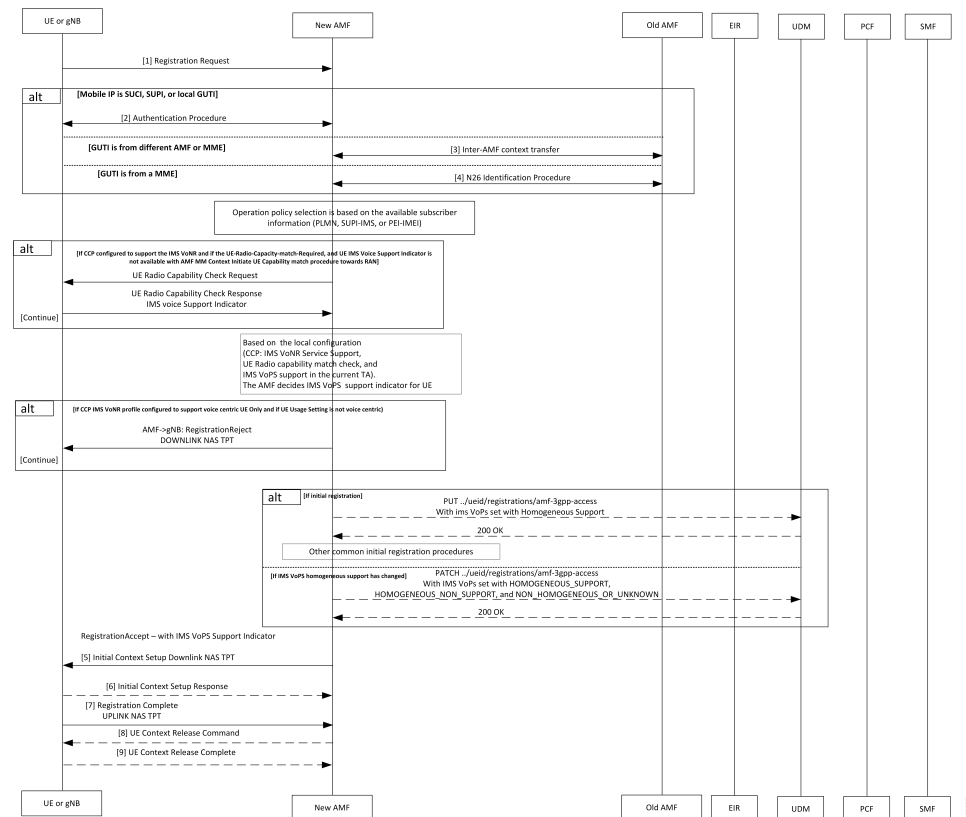 UE or gNB
New AMF
Old AMF
EIR
UDM
PCF
SMF
[1] Registration Request
alt
[Mobile IP is SUCI, SUPI, or local GUTI]
[2] Authentication Procedure
[GUTI is from different AMF or MME]
[3] Inter-AMF context transfer
[GUTI is from a MME]
[4] N26 Identification Procedure
Operation policy selection is based on the available subscriber
information (PLMN, SUPI-IMS, or PEI-IMEI)
alt
[If CCP configured to support the IMS VoNR and if the UE-Radio-Capacity-match-Required, and UE IMS Voice Support Indicator is
not available with AMF MM Context Initiate UE Capability match procedure towards RAN]
UE Radio Capability Check Request
UE Radio Capability Check Response
IMS voice Support Indicator
[Continue]
Based on the local configuration
(CCP: IMS VoNR Service Support,
UE Radio capability match check, and
IMS VoPS support in the current TA).
The AMF decides IMS VoPS support indicator for UE
alt
[If CCP IMS VoNR profile configured to support voice centric UE Only and if UE Usage Setting is not voice centric)
AMF->gNB: RegistrationReject
DOWNLINK NAS TPT
[Continue]
alt
[If initial registration]
PUT ../ueid/registrations/amf-3gpp-access
With ims VoPs set with Homogeneous Support
200 OK
Other common initial registration procedures
[If IMS VoPS homogeneous support has changed]
PATCH ../ueid/registrations/amf-3gpp-access
With IMS VoPs set with HOMOGENEOUS_SUPPORT,
HOMOGENEOUS_NON_SUPPORT, and NON_HOMOGENEOUS_OR_UNKNOWN
200 OK
RegistrationAccept – with IMS VoPS Support Indicator
[5] Initial Context Setup Downlink NAS TPT
[6] Initial Context Setup Response
[7] Registration Complete
UPLINK NAS TPT
[8] UE Context Release Command
[9] UE Context Release Complete
UE or gNB
New AMF
Old AMF
EIR
UDM
PCF
SMF